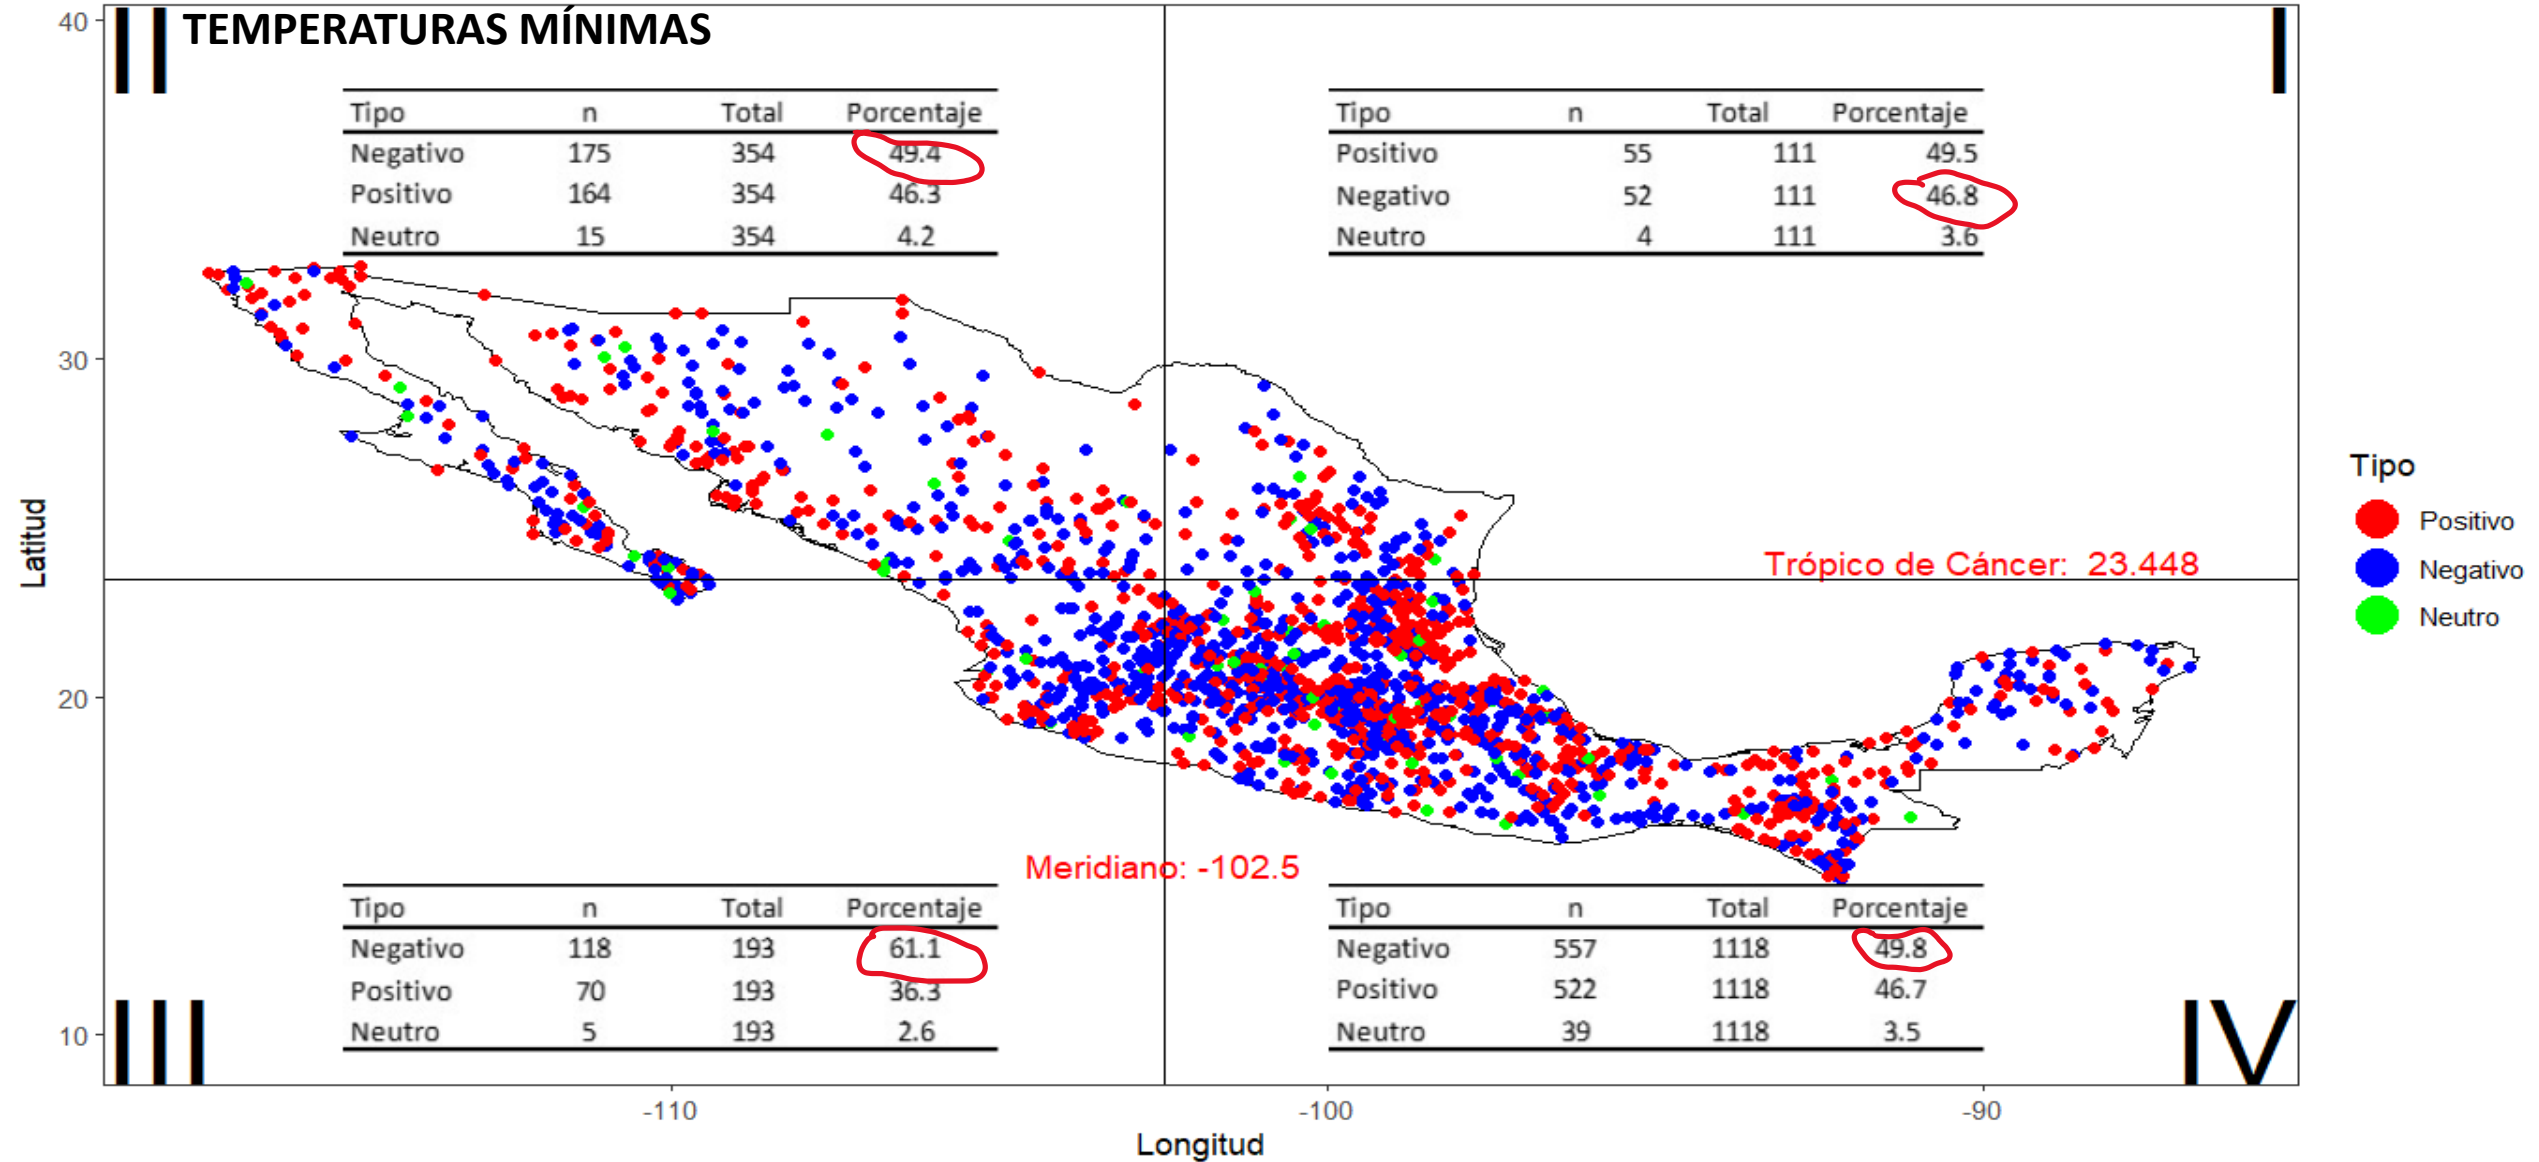 II TEMPERATURAS MÍNIMAS
I
Tipo n Total Porcentaje
Negativo 175 354 49.4
Positivo 164 354 46.3
Neutro 15 354 4.2
Tipo n Total Porcentaje
Positivo 55 111 49.5
Negativo 52 111 46.8
Neutro 4 111 3.6
40
30
20
10
Latitud
Trópico de Cáncer: 23.448
Meridiano: -102.5
Tipo
Positivo
Negativo
Neutro
Tipo n Total Porcentaje
Negativo 118 193 61.1
Positivo 70 193 36.3
Neutro 5 193 2.6
Tipo n Total Porcentaje
Negativo 557 1118 49.8
Positivo 522 1118 46.7
Neutro 39 1118 3.5
III
IV
-110 -100 -90
Longitud